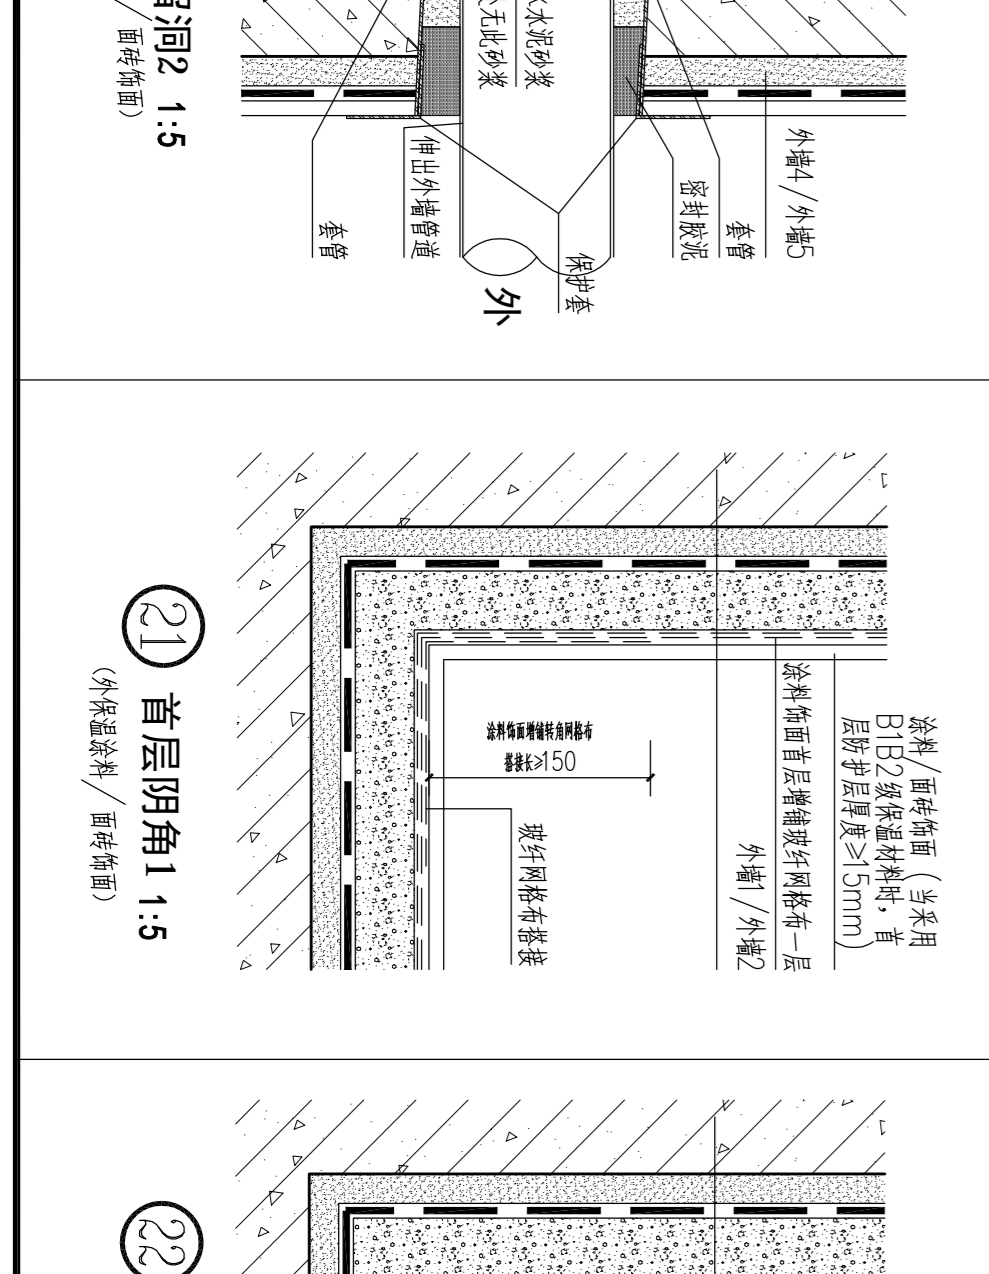 留洞2 1:5
面砖饰面）
水泥砂浆
无此砂浆
外墙4／外墙5
套管
密封胶泥
保护套
伸出外墙管道
套管
外
21 首层阴角1 1:5
（外保温涂料／面砖饰面）
涂料／面砖饰面（当采用
B1B2级保温材料时，首
层防护层厚度≥15mm）
涂料饰面首层增铺玻纤网格布一层
外墙1／外墙2
涂料饰面增铺转角网格布
搭接长≥150
玻纤网格布搭接
22